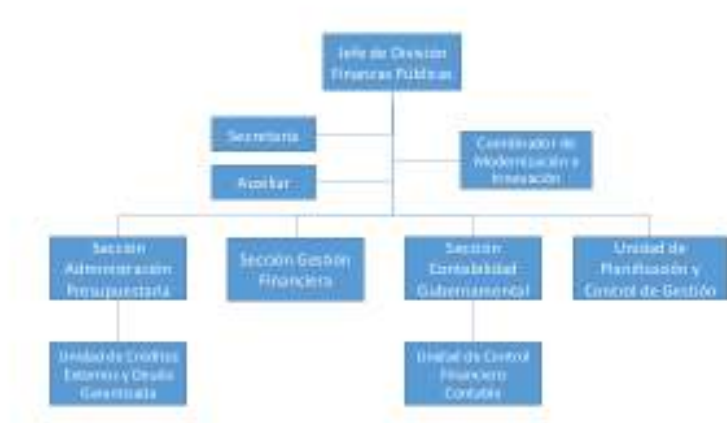 Jefe de División
Finanzas Públicas
Secretaria
Coordinador de
Modernización e
Innovación
Auxiliar
Sección
Administración
Presupuestaria
Sección Gestión
Financiera
Sección
Contabilidad
Gubernamental
Unidad de
Planificación y
Control de Gestión
Unidad de Créditos
Externos y Deuda
Garantizada
Unidad de Control
Financiero
Contable